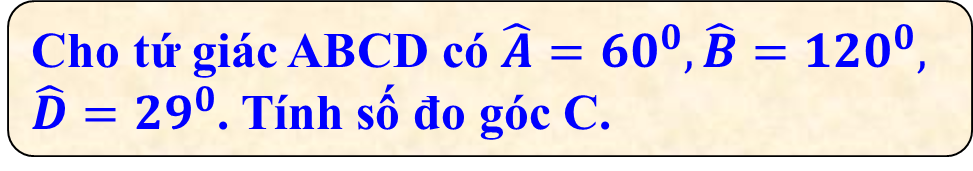 Cho tứ giác ABCD có Â = 60⁰, B̂ = 120⁰,
D̂ = 29⁰. Tính số đo góc C.